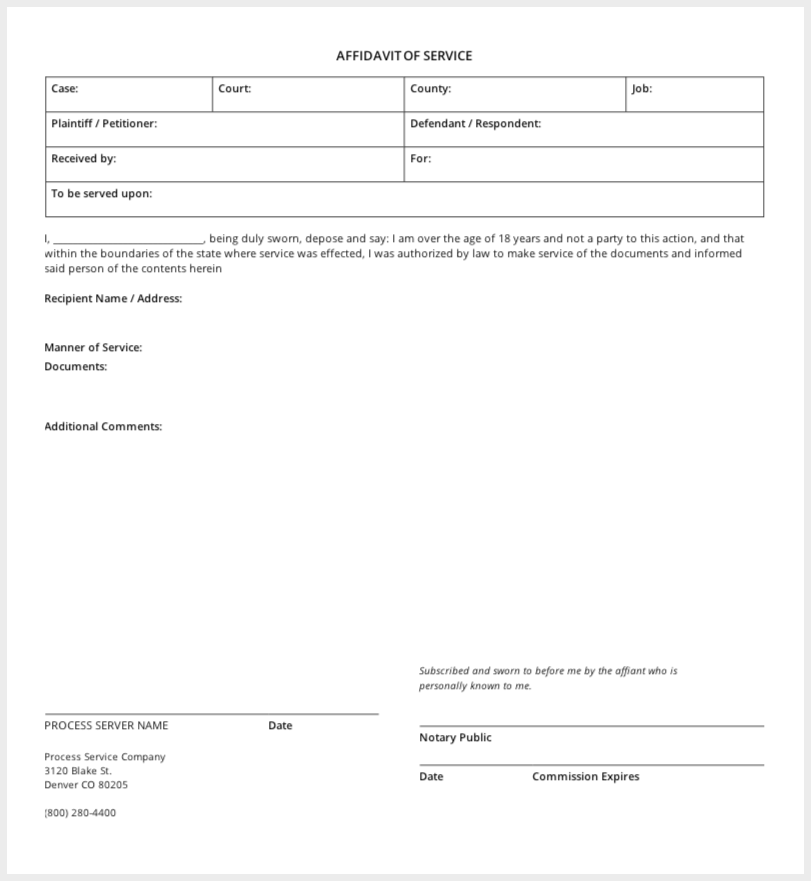 AFFIDAVIT OF SERVICE
Case: Court: County: Job:
Plaintiff / Petitioner: Defendant / Respondent:
Received by: For:
To be served upon:
I, ____________________________, being duly sworn, depose and say: I am over the age of 18 years and not a party to this action, and that
within the boundaries of the state where service was effected, I was authorized by law to make service of the documents and informed
said person of the contents herein
Recipient Name / Address:
Manner of Service:
Documents:
Additional Comments:
Subscribed and sworn to before me by the affiant who is
personally known to me.
PROCESS SERVER NAME Date
Notary Public
Process Service Company
3120 Blake St.
Denver CO 80205
Date Commission Expires
(800) 280-4400